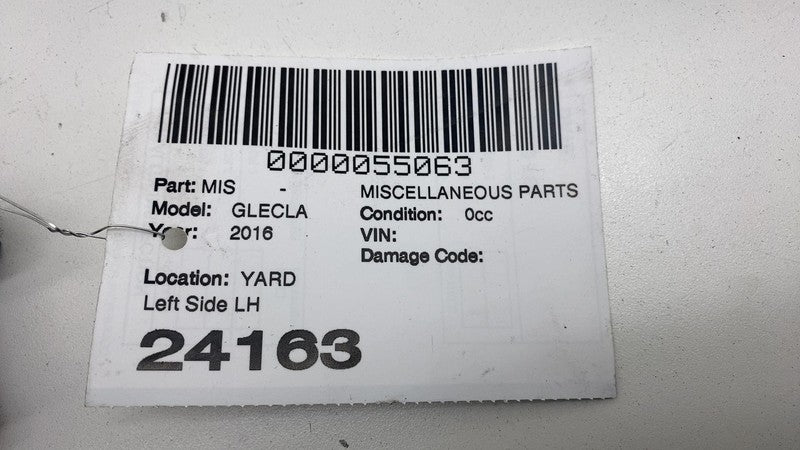 0000055063
Part: MIS - MISCELLANEOUS PARTS
Model: GLECLA Condition: 0cc
Year: 2016 VIN:
Damage Code:
Location: YARD
Left Side LH
24163